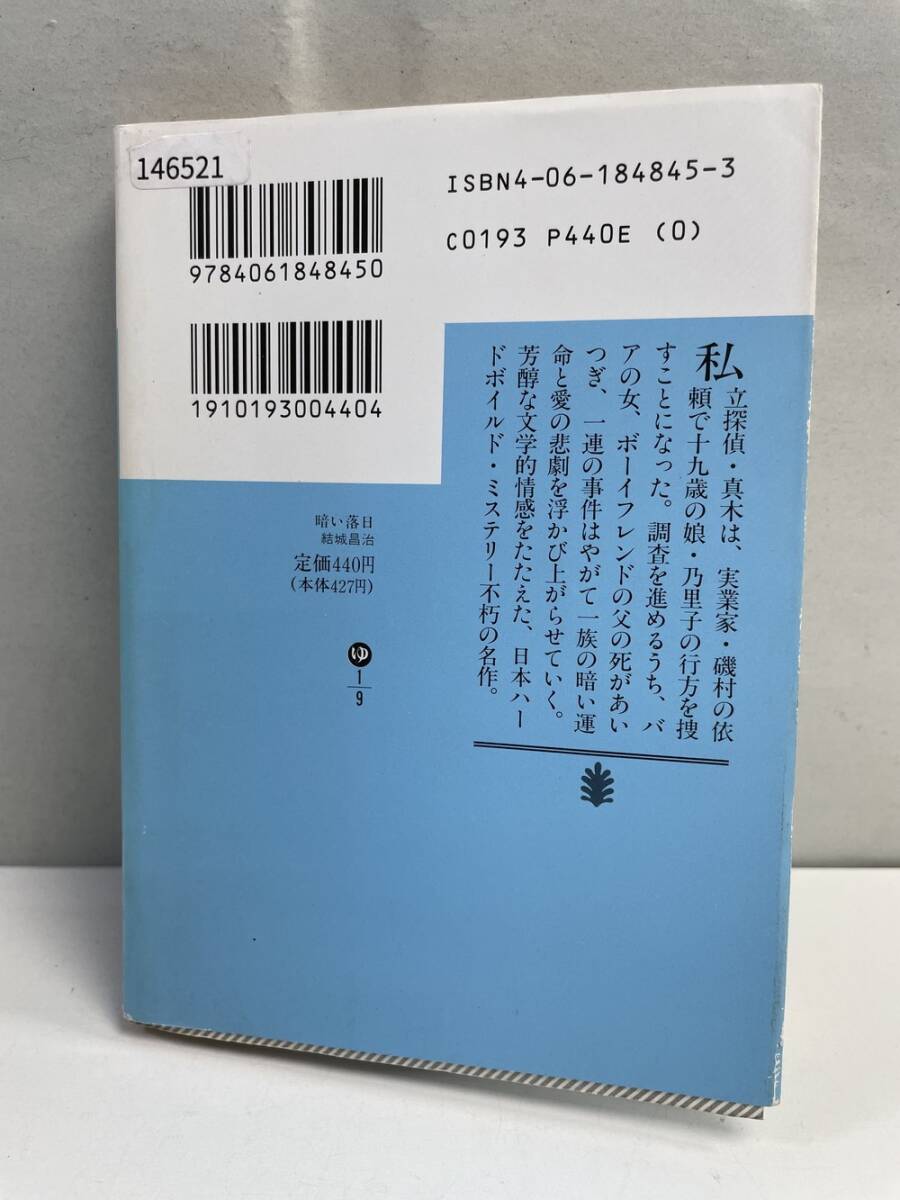 146521
ISBN4-06-184845-3
C0193 P440E (0)
9784061848450
1910193004404
私立探偵・真木は、実業家・磯村の依
頼で十九歳の娘・乃里子の行方を捜
すことになった。調査を進めるうち、バ
アの女、ボーイフレンドの父の死があい
つぎ、一連の事件はやがて一族の暗い運
命と愛の悲劇を浮かび上がらせていく。
芳醇な文学的情感をたたえた、日本ハー
ドボイルド・ミステリー不朽の名作。
暗い落日
結城昌治
定価440円
(本体427円)
ゆ
1
9